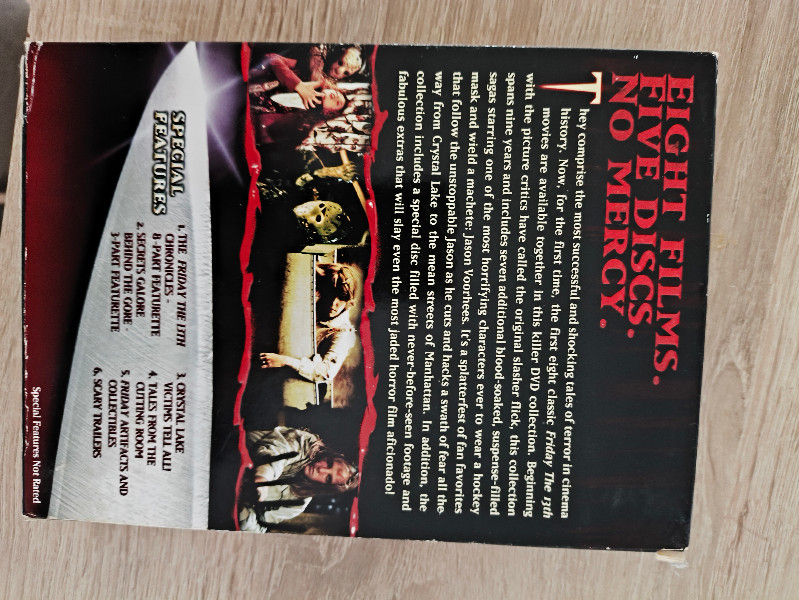 EIGHT FILMS.
FIVE DISCS.
NO MERCY.
They comprise the most successful and shocking tales of terror in cinema
history. Now, for the first time, the first eight classic Friday The 13th
movies are available together in this killer DVD collection. Beginning
with the picture critics have called the original slasher flick, this collection
spans nine years and includes seven additional blood-soaked, suspense-filled
sagas starring one of the most horrifying characters ever to wear a hockey
mask and wield a machete: Jason Voorhees. It's a splatterfest of fan favorites
that follow the unstoppable Jason as he cuts and hacks a swath of fear all the
way from Crystal Lake to the mean streets of Manhattan. In addition, the
collection includes a special disc filled with never-before-seen footage and
fabulous extras that will slay even the most jaded horror film aficionado!
SPECIAL
FEATURES
1. THE FRIDAY THE 13TH
CHRONICLES -
8-PART FEATURETTE
2. SECRETS GALORE
BEHIND THE GORE -
3-PART FEATURETTE
3. CRYSTAL LAKE
VICTIMS TELL ALL!
4. TALES FROM THE
CUTTING ROOM
5. FRIDAY ARTIFACTS AND
COLLECTIBLES
6. SCARY TRAILERS
Special Features Not Rated